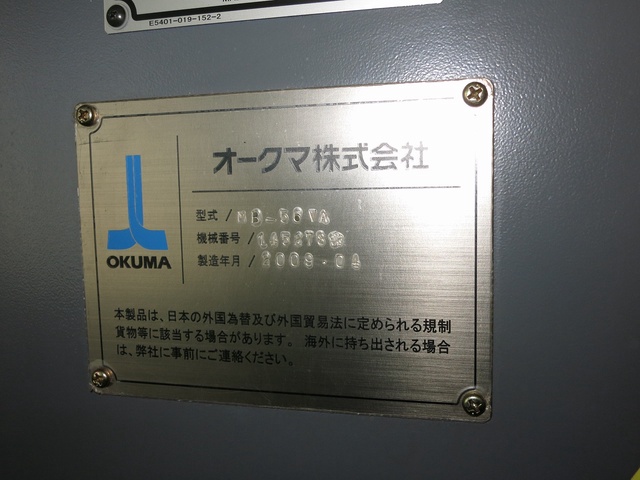 E5401-019-152-2
オークマ株式会社
OKUMA
型式 / MB-56VA
機械番号 /
製造年月 / 2008-04
本製品は、日本の外国為替及び外国貿易法に定められる規制
貨物等に該当する場合があります。 海外に持ち出される場合
は、弊社に事前にご連絡ください。